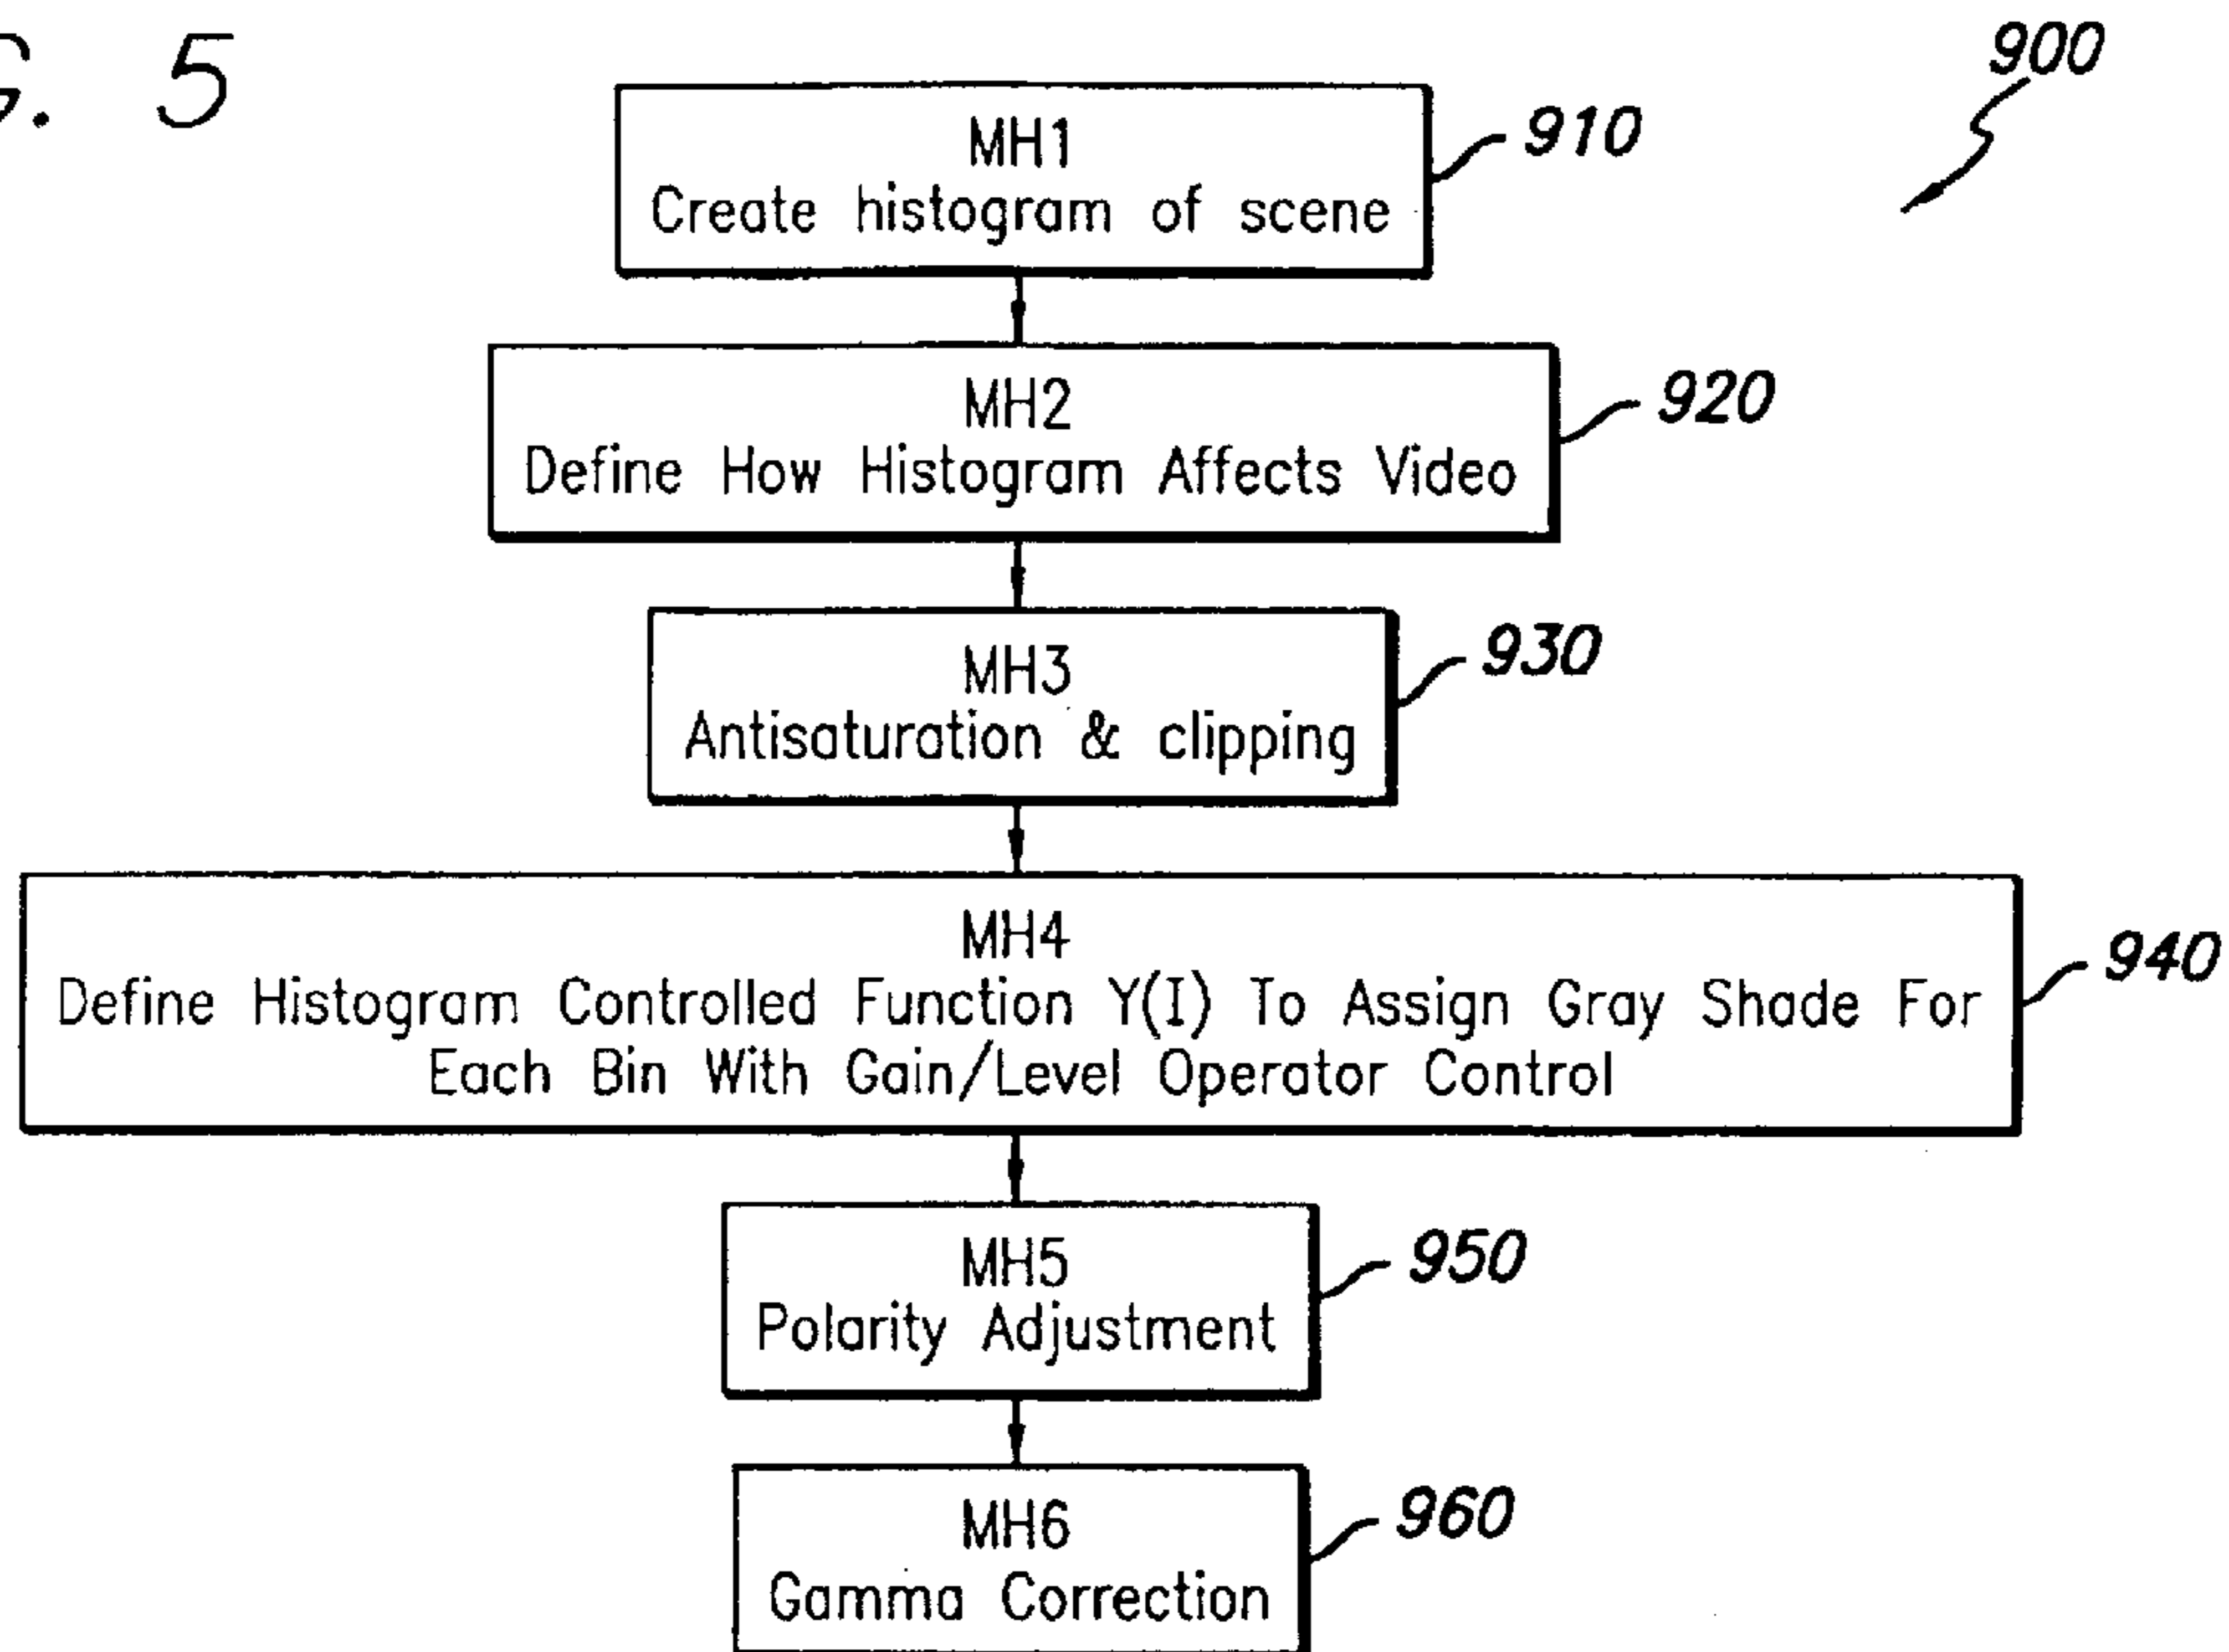 G. 5
900
MH1
Create histogram of scene
910
MH2
Define How Histogram Affects Video
920
MH3
Antisaturation & clipping
930
MH4
Define Histogram Controlled Function Y(I) To Assign Gray Shade For
Each Bin With Gain/Level Operator Control
940
MH5
Polarity Adjustment
950
MH6
Gamma Correction
960